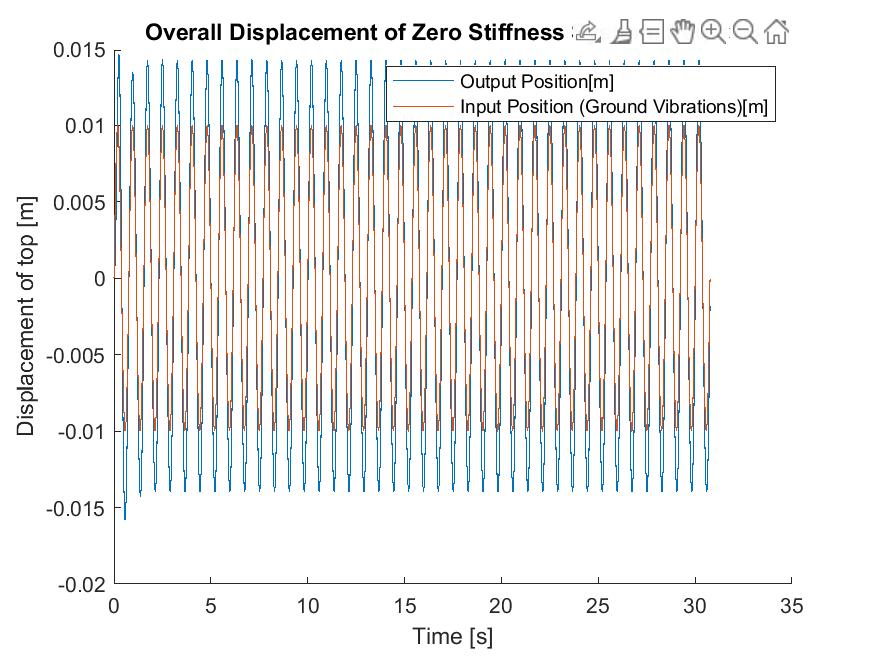 Overall Displacement of Zero Stiffness
0.015
0.01
0.005
0
-0.005
-0.01
-0.015
-0.02
Displacement of top [m]
Output Position[m]
Input Position (Ground Vibrations)[m]
0 5 10 15 20 25 30 35
Time [s]